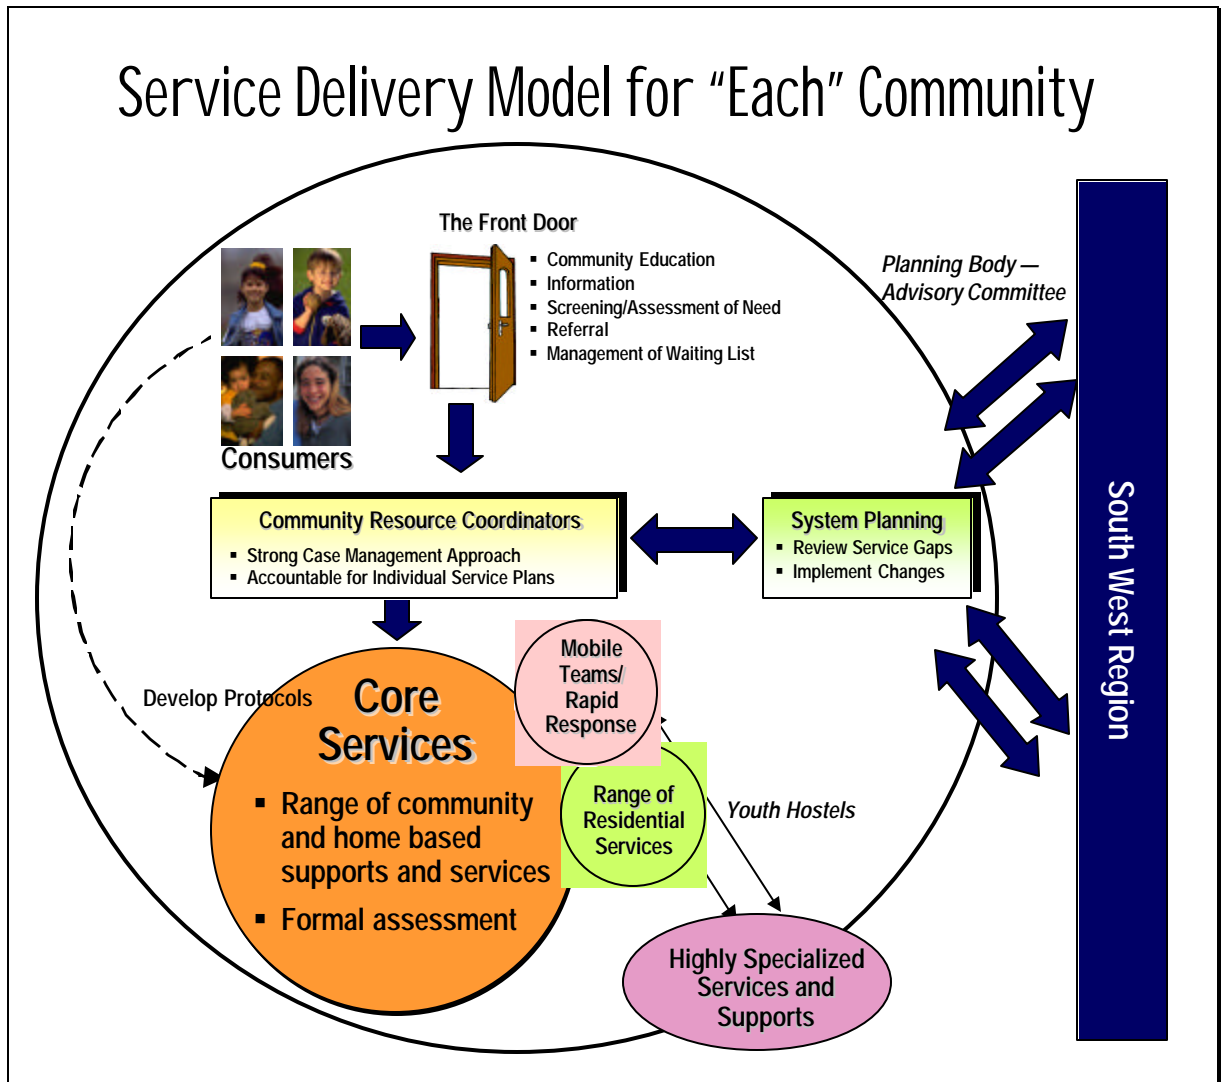 Service Delivery Model for “Each” Community
The Front Door
▪ Community Education
▪ Information
▪ Screening/Assessment of Need
▪ Referral
▪ Management of Waiting List
Planning Body —
Advisory Committee
Consumers
Community Resource Coordinators
▪ Strong Case Management Approach
▪ Accountable for Individual Service Plans
System Planning
▪ Review Service Gaps
▪ Implement Changes
South West Region
Develop Protocols
Core
Services
▪ Range of community
and home based
supports and services
▪ Formal assessment
Mobile
Teams/
Rapid
Response
Range of
Residential
Services
Youth Hostels
Highly Specialized
Services and
Supports